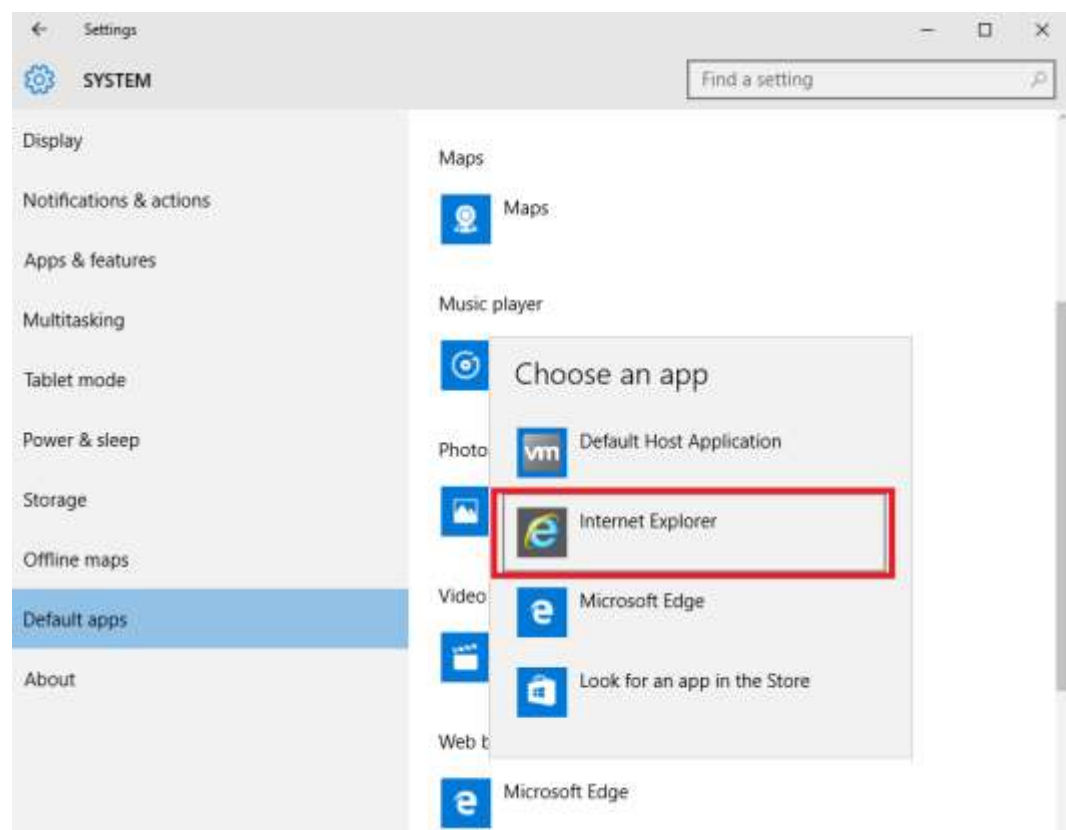 Settings
SYSTEM
Find a setting
Display
Notifications & actions
Apps & features
Multitasking
Tablet mode
Power & sleep
Storage
Offline maps
Default apps
About
Maps
Maps
Music player
Choose an app
Photo
vm Default Host Application
Internet Explorer
Video
Microsoft Edge
Look for an app in the Store
Web b
Microsoft Edge